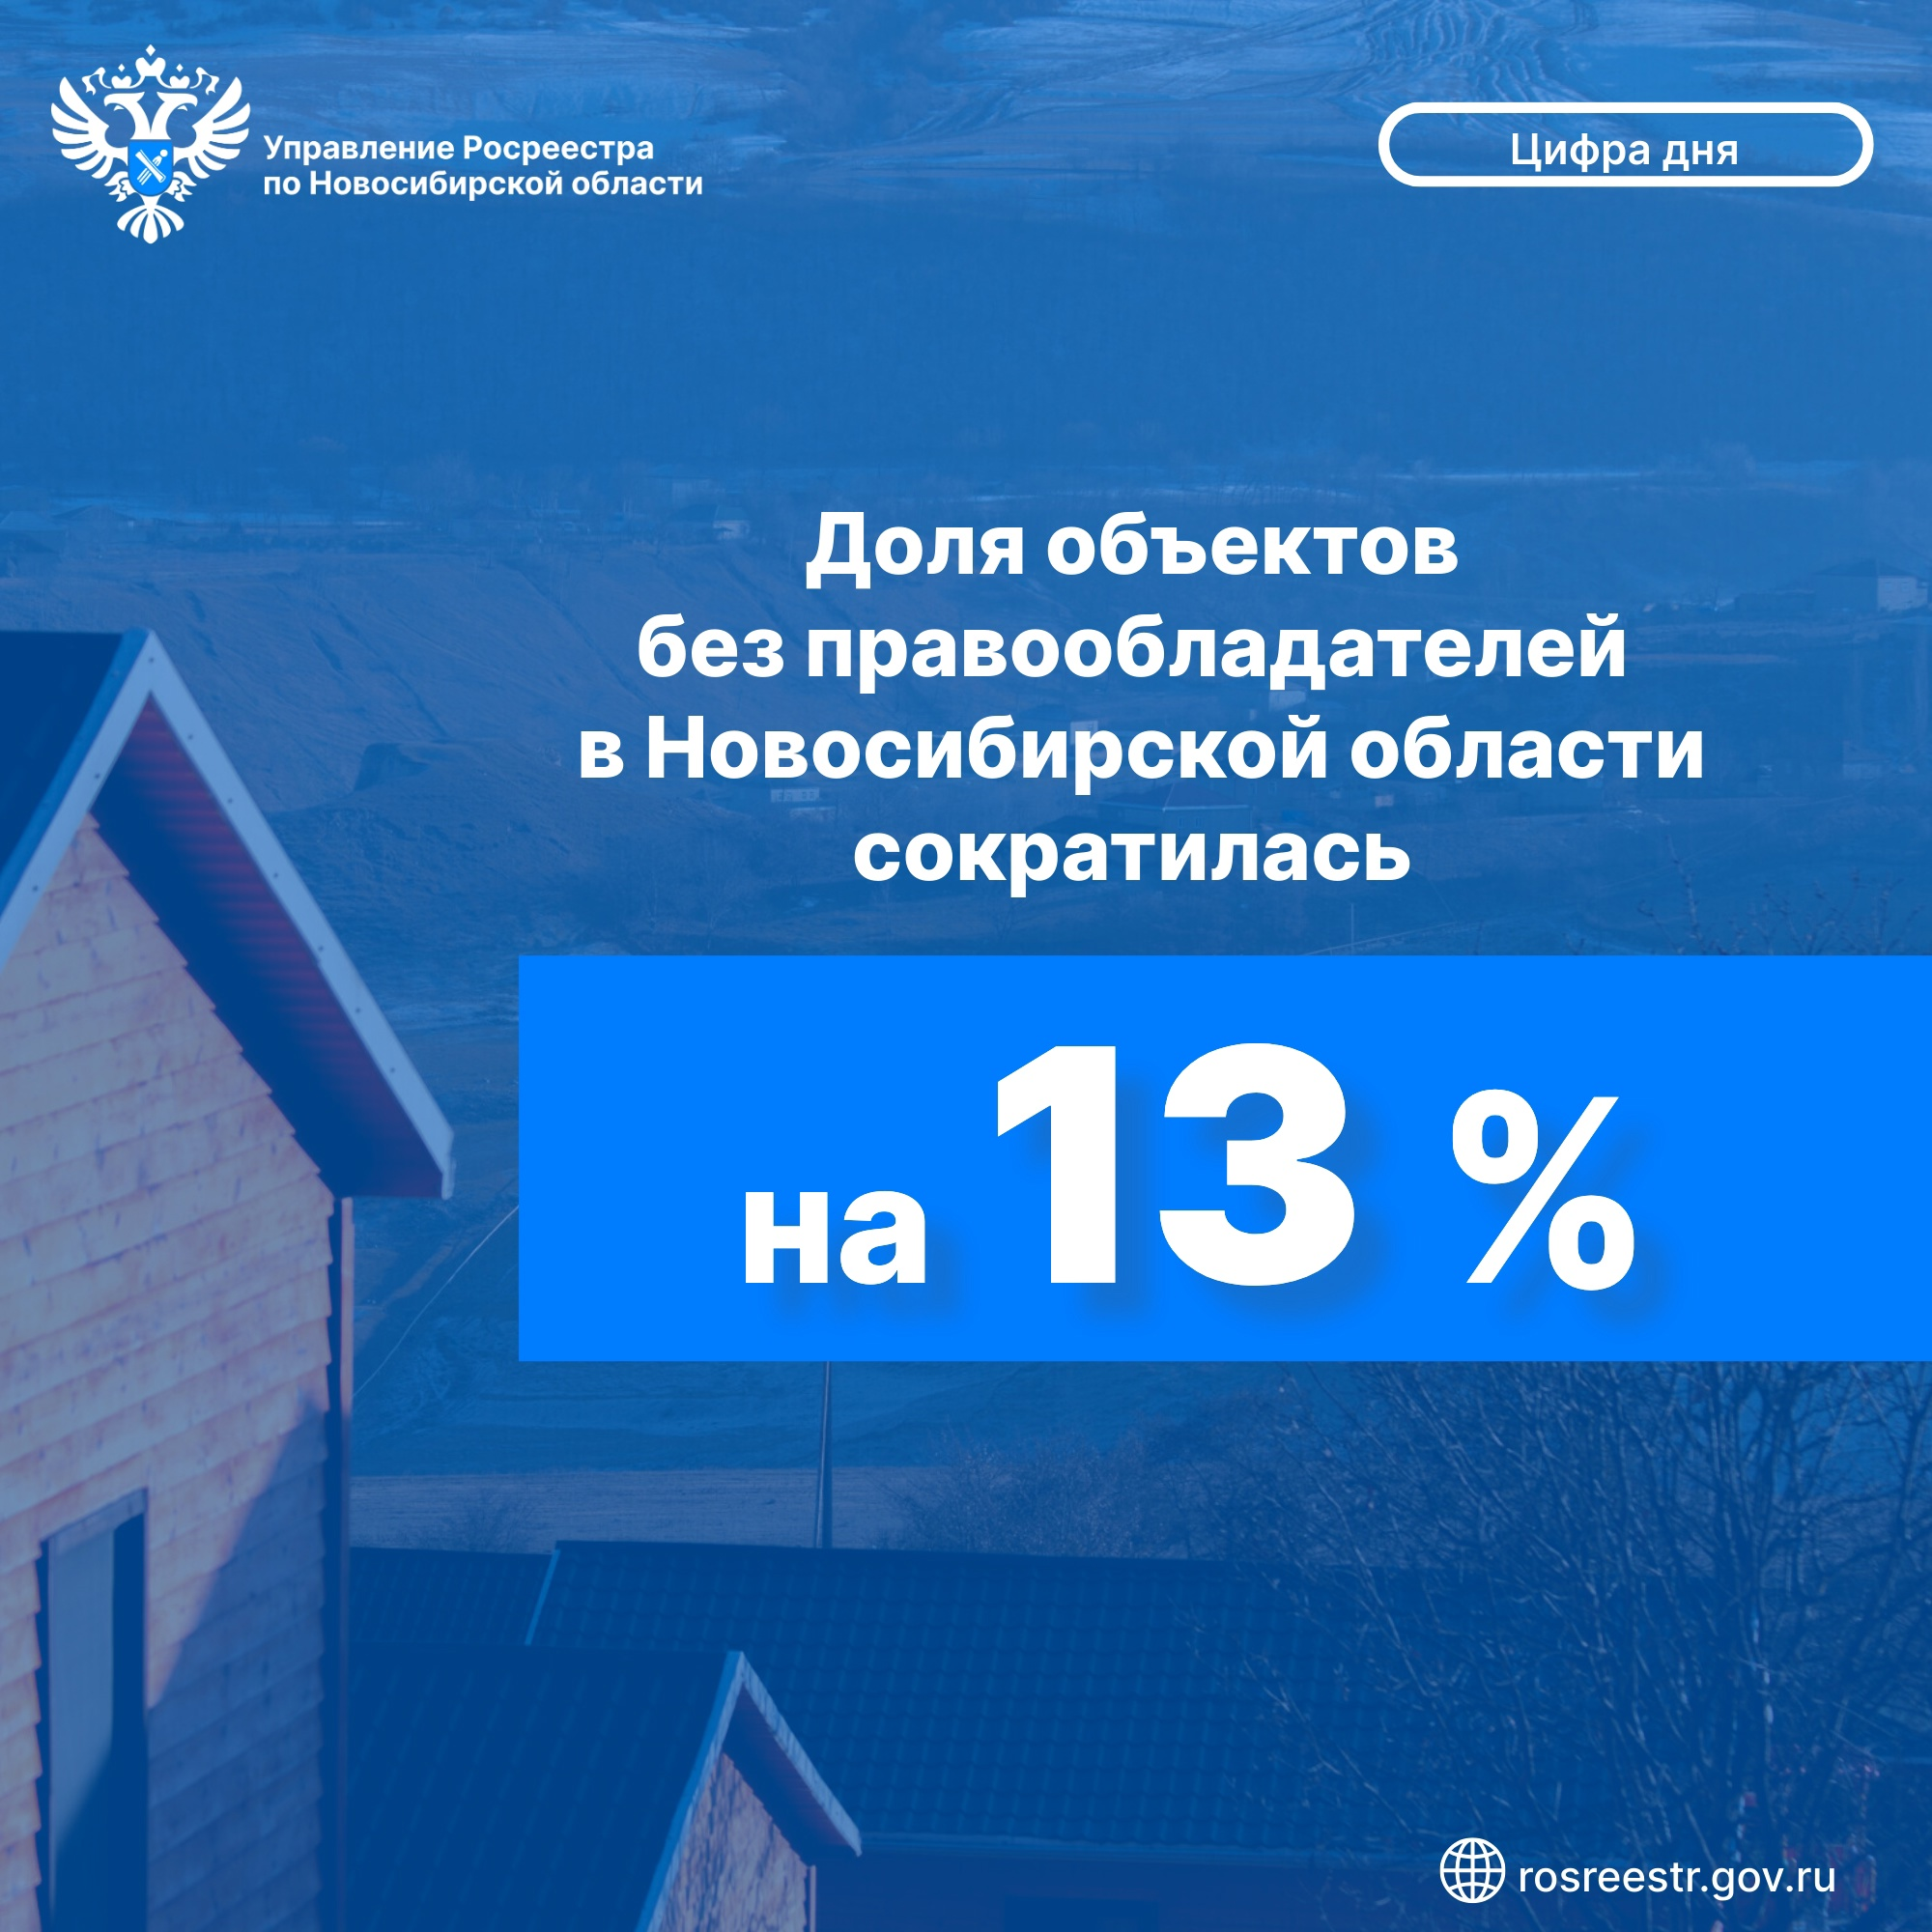 Управление Росреестра
по Новосибирской области
Цифра дня
Доля объектов
без правообладателей
в Новосибирской области
сократилась
на 13 %
rosreestr.gov.ru